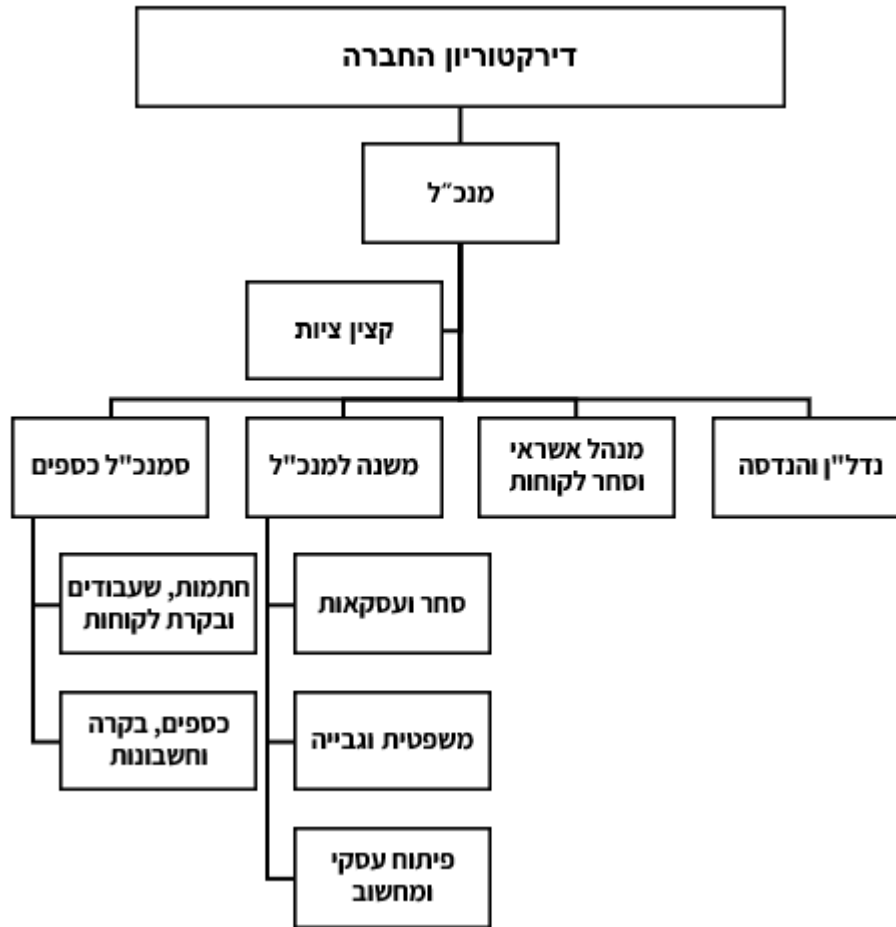 דירקטוריון החברה
מנכ״ל
קצין ציות
נדל"ן והנדסה
מנהל אשראי
וסחר לקוחות
משנה למנכ"ל
סמנכ"ל כספים
סחר ועסקאות
משפטית וגבייה
פיתוח עסקי
ומחשוב
חתמות, שעבודים
ובקרת לקוחות
כספים, בקרה
וחשבונות